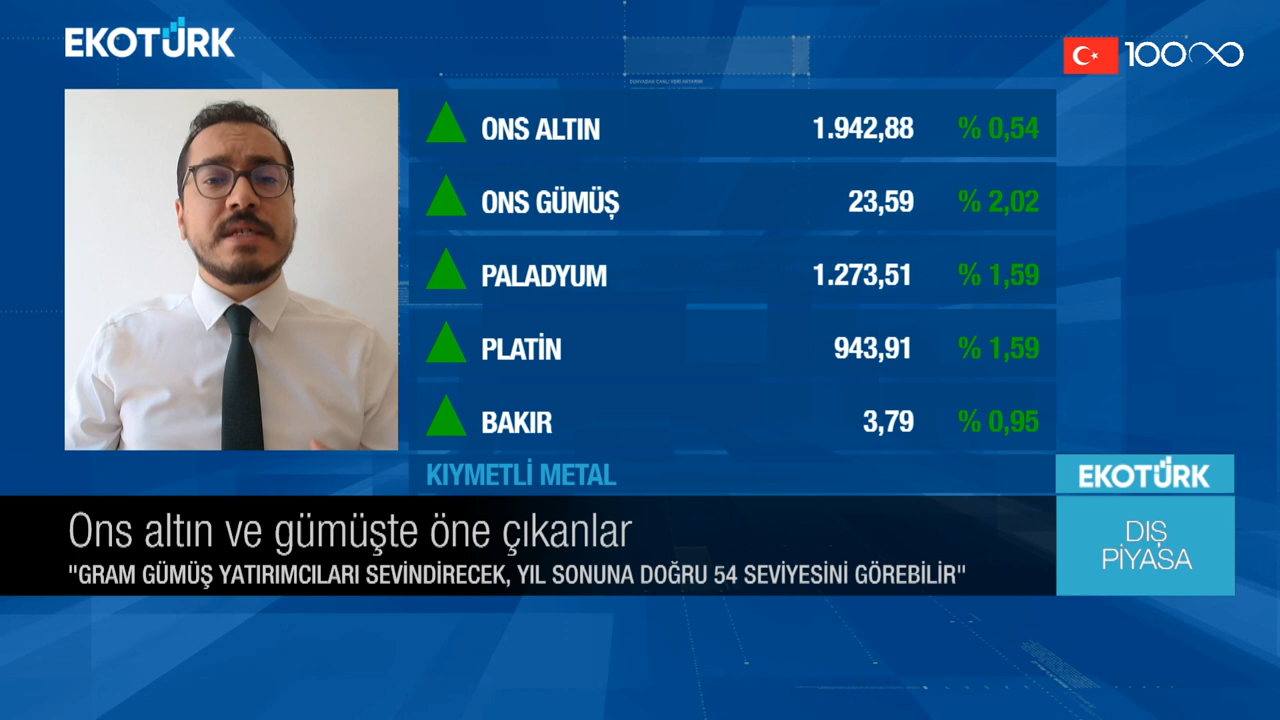 EKOTÜRK
100
ONS ALTIN 1.942,88 % 0,54
ONS GÜMÜŞ 23,59 % 2,02
PALADYUM 1.273,51 % 1,59
PLATİN 943,91 % 1,59
BAKIR 3,79 % 0,95
KIYMETLİ METAL
EKOTÜRK
Ons altın ve gümüşte öne çıkanlar
"GRAM GÜMÜŞ YATIRIMCILARI SEVİNDİRECEK, YIL SONUNA DOĞRU 54 SEVİYESİNİ GÖREBİLİR"
DIŞ
PİYASA